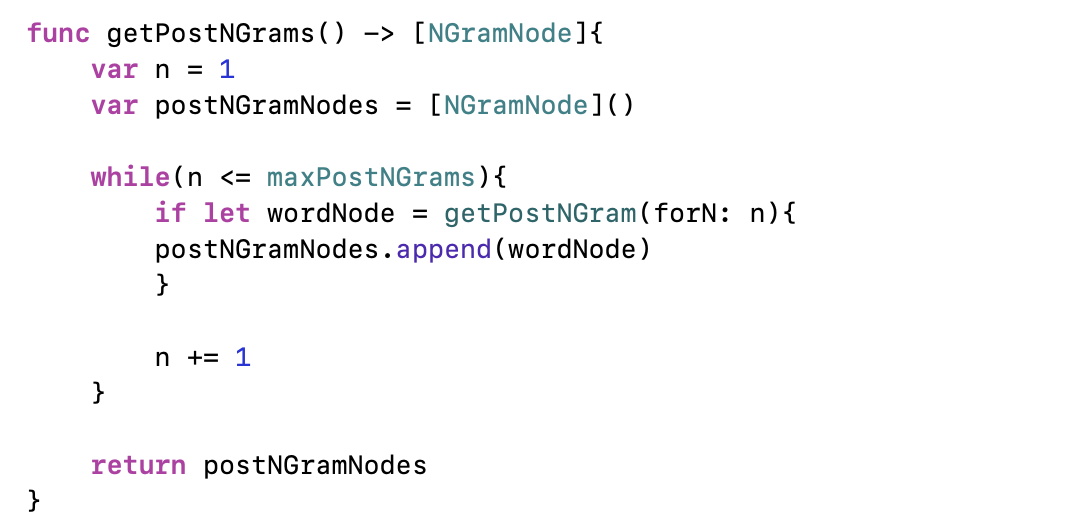 func getPostNGrams() -> [NGramNode]{
    var n = 1
    var postNGramNodes = [NGramNode]()

    while(n <= maxPostNGrams){
        if let wordNode = getPostNGram(forN: n){
        postNGramNodes.append(wordNode)
        }

        n += 1
    }

    return postNGramNodes
}